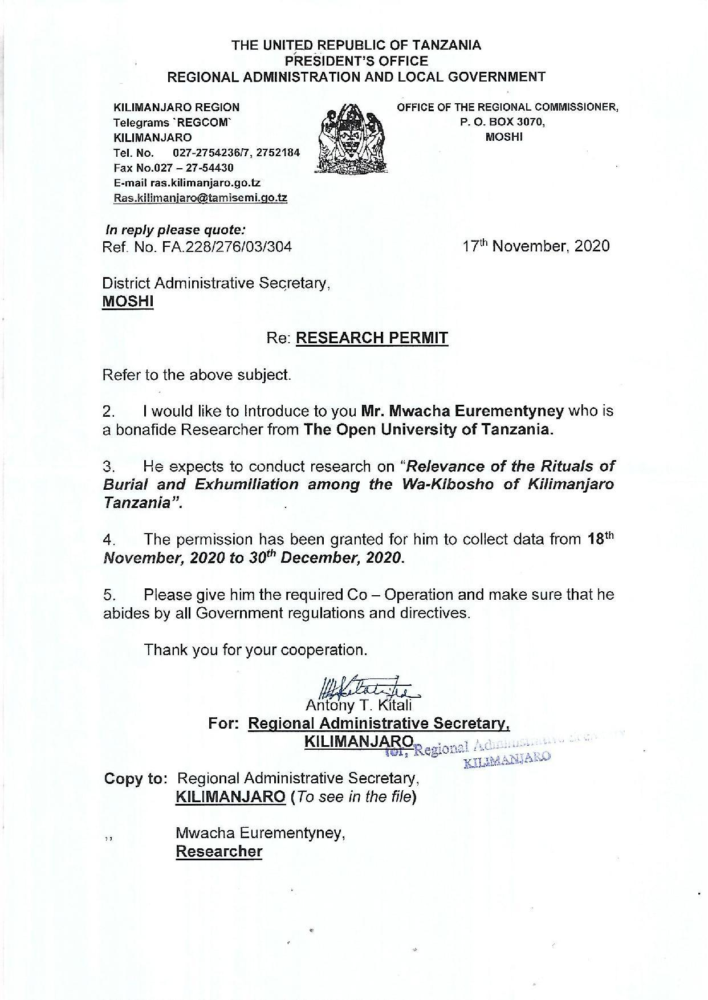 THE UNITED REPUBLIC OF TANZANIA
PRESIDENT'S OFFICE
REGIONAL ADMINISTRATION AND LOCAL GOVERNMENT
KILIMANJARO REGION
Telegrams `REGCOM`
KILIMANJARO
Tel. No. 027-2754236/7, 2752184
Fax No.027 – 27-54430
E-mail ras.kilimanjaro.go.tz
Ras.kilimanjaro@tamisemi.go.tz
OFFICE OF THE REGIONAL COMMISSIONER,
P. O. BOX 3070,
MOSHI
In reply please quote:
Ref. No. FA.228/276/03/304
17th November, 2020
District Administrative Secretary,
MOSHI
Re: RESEARCH PERMIT
Refer to the above subject.
2. I would like to Introduce to you Mr. Mwacha Eurementyney who is
a bonafide Researcher from The Open University of Tanzania.
3. He expects to conduct research on “Relevance of the Rituals of
Burial and Exhumiliation among the Wa-Kibosho of Kilimanjaro
Tanzania”.
4. The permission has been granted for him to collect data from 18th
November, 2020 to 30th December, 2020.
5. Please give him the required Co – Operation and make sure that he
abides by all Government regulations and directives.
Thank you for your cooperation.
Antony T. Kitali
For: Regional Administrative Secretary,
KILIMANJARO
for, Regional Administrative Secretary
KILIMANJARO
Copy to: Regional Administrative Secretary,
KILIMANJARO (To see in the file)
,, Mwacha Eurementyney,
Researcher